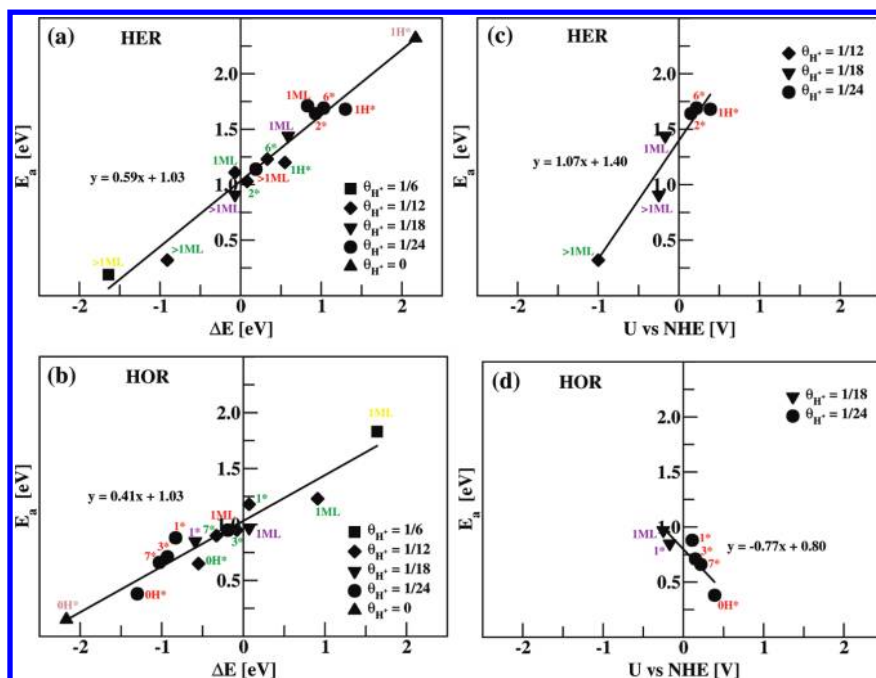 (a) HER
1H*
2.0
1ML
6*
1ML
2*
1H*
1.5
1ML
6*
1H*
y = 0.59x + 1.03
1.0
>1ML
2*
>1ML
>1ML
>1ML
0.5
θH+ = 1/6
θH+ = 1/12
θH+ = 1/18
θH+ = 1/24
θH+ = 0
Ea [eV]
-2 -1 0 1 2
ΔE [eV]
(c) HER
θH+ = 1/12
θH+ = 1/18
θH+ = 1/24
2.0
6*
1H*
2*
1.5
1ML
y = 1.07x + 1.40
1.0
>1ML
0.5
>1ML
Ea [eV]
-2 -1 0 1 2
U vs NHE [V]
(b) HOR
2.0
1ML
1.5
y = 0.41x + 1.03
1*
1ML
1.0
1ML
1*
7*
1*
3*
1ML
3*
7*
0H*
0.5
0H*
0H*
θH+ = 1/6
θH+ = 1/12
θH+ = 1/18
θH+ = 1/24
θH+ = 0
Ea [eV]
-2 -1 0 1 2
ΔE [eV]
(d) HOR
θH+ = 1/18
θH+ = 1/24
2.0
1.5
1.0
1ML
1*
1*
3*
7*
y = -0.77x + 0.80
0.5
0H*
Ea [eV]
-2 -1 0 1 2
U vs NHE [V]